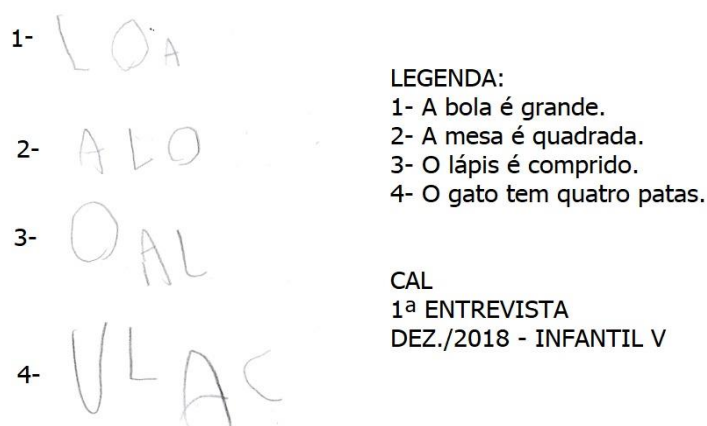 1- LOA
2- ALO
3- OAL
4- ULAC
LEGENDA:
1- A bola é grande.
2- A mesa é quadrada.
3- O lápis é comprido.
4- O gato tem quatro patas.
CAL
1ª ENTREVISTA
DEZ./2018 - INFANTIL V